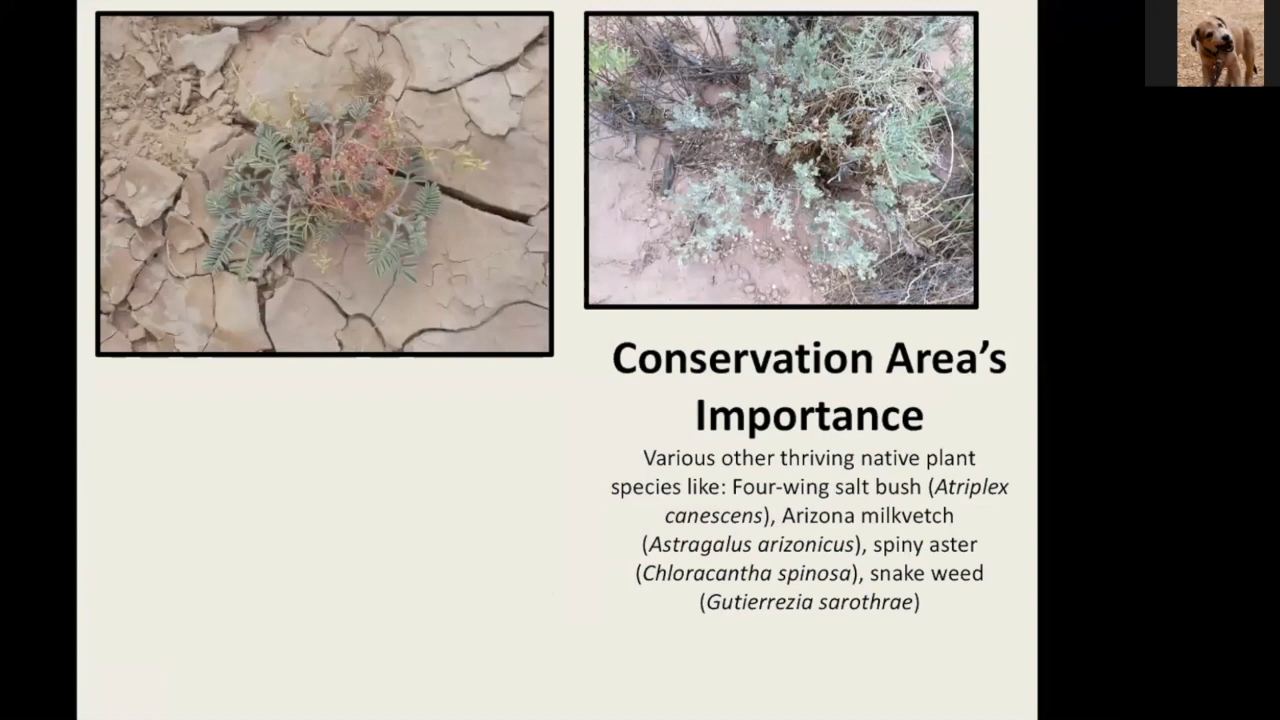 Conservation Area’s
Importance
Various other thriving native plant
species like: Four-wing salt bush (Atriplex
canescens), Arizona milkvetch
(Astragalus arizonicus), spiny aster
(Chloracantha spinosa), snake weed
(Gutierrezia sarothrae)